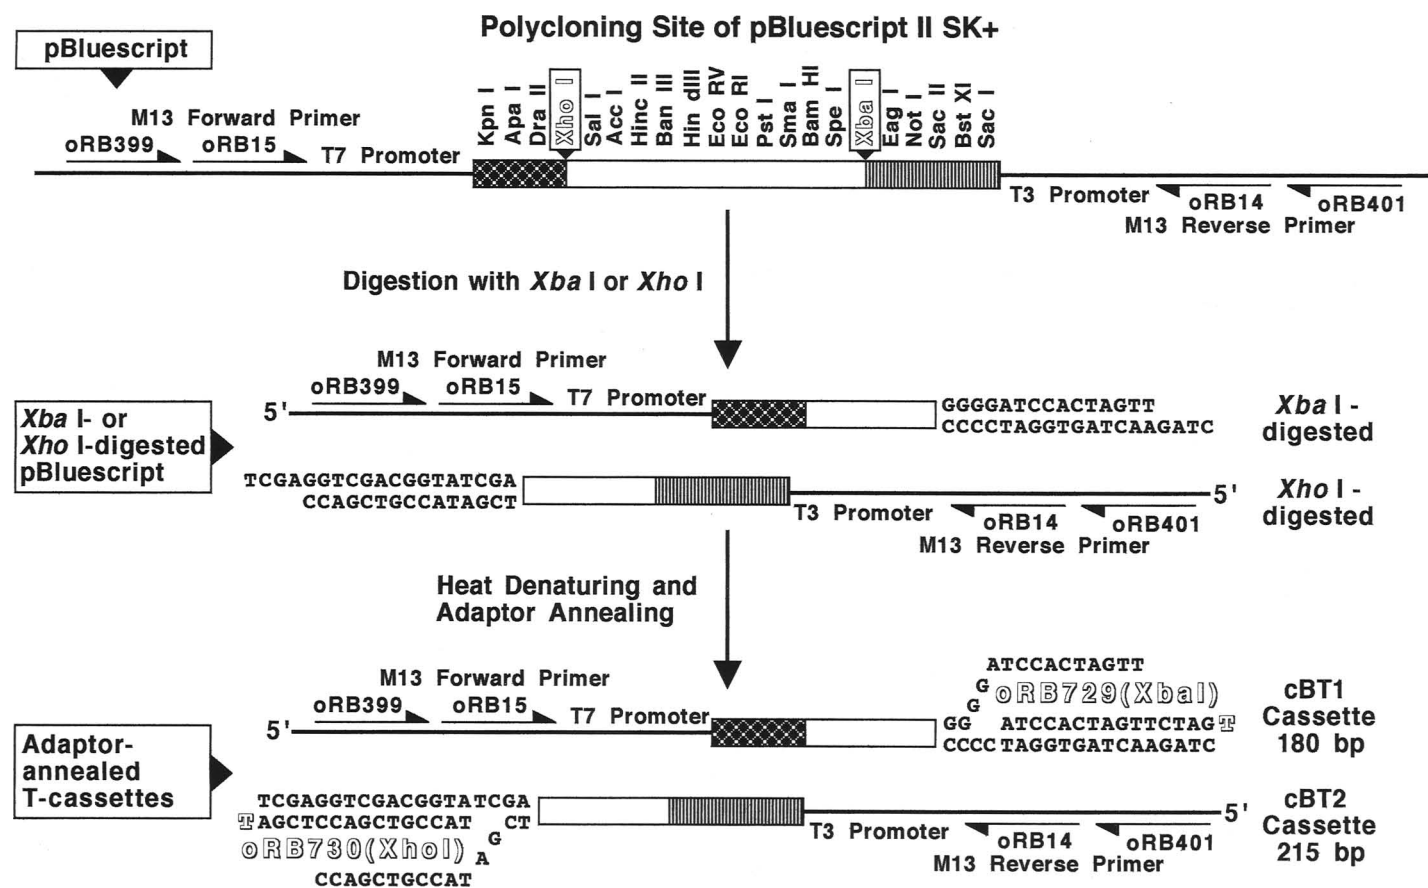 Polycloning Site of pBluescript II SK+
pBluescript
Kpn I
Apa I
Dra II
Xho I
Sal I
Acc I
Hinc II
Ban III
Hin dIII
Eco RV
Eco RI
Pst I
Sma I
Bam HI
Spe I
Xba I
Eag I
Not I
Sac II
Bst XI
Sac I
M13 Forward Primer
oRB399 oRB15 T7 Promoter
T3 Promoter oRB14 oRB401
M13 Reverse Primer
Digestion with Xba I or Xho I
M13 Forward Primer
oRB399 oRB15 T7 Promoter
5'
GGGGATCCACTAGTT
CCCCTAGGTGATCAAGATC
Xba I -
digested
Xba I- or
Xho I-digested
pBluescript
TCGAGGTCGACGGTATCGA
CCAGCTGCCATAGCT
5'
T3 Promoter oRB14 oRB401
M13 Reverse Primer
Xho I -
digested
Heat Denaturing and
Adaptor Annealing
M13 Forward Primer
oRB399 oRB15 T7 Promoter
5'
ATCCACTAGTT
G oRB729(XbaI)
G
GG ATCCACTAGTTCTAGT
CCCCTAGGTGATCAAGATC
cBT1
Cassette
180 bp
Adaptor-
annealed
T-cassettes
TCGAGGTCGACGGTATCGA
TAGCTCCAGCTGCCAT CT
G
oRB730(XhoI) A
CCAGCTGCCAT
5'
T3 Promoter oRB14 oRB401
M13 Reverse Primer
cBT2
Cassette
215 bp